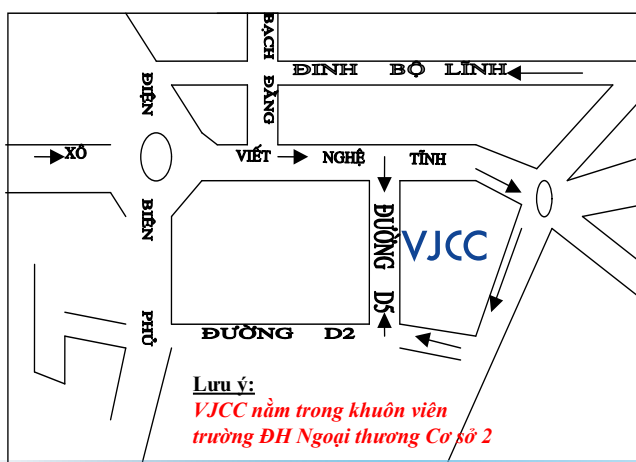 BẠCH ĐẰNG
ĐINH BỘ LĨNH
ĐIỆN BIÊN PHỦ
XÔ VIẾT NGHỆ TĨNH
ĐƯỜNG D5
VJCC
ĐƯỜNG D2
Lưu ý:
VJCC nằm trong khuôn viên
trường ĐH Ngoại thương Cơ sở 2